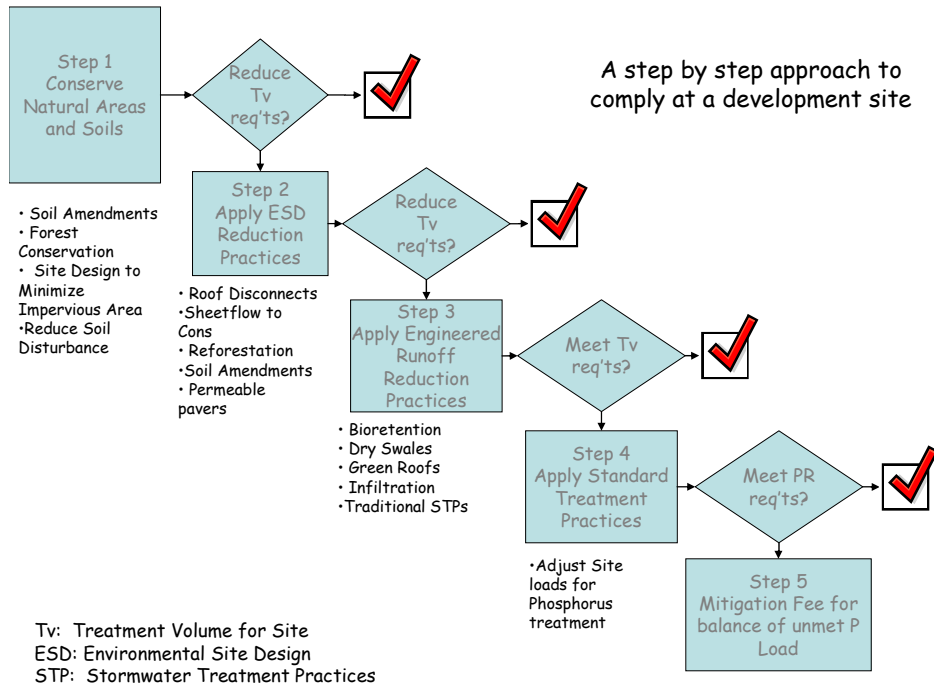 A step by step approach to
comply at a development site
Step 1
Conserve
Natural Areas
and Soils
Reduce
Tv
req'ts?
• Soil Amendments
• Forest
Conservation
• Site Design to
Minimize
Impervious Area
•Reduce Soil
Disturbance
Step 2
Apply ESD
Reduction
Practices
Reduce
Tv
req'ts?
• Roof Disconnects
•Sheetflow to
Cons
• Reforestation
•Soil Amendments
• Permeable
pavers
Step 3
Apply Engineered
Runoff
Reduction
Practices
Meet Tv
req'ts?
• Bioretention
• Dry Swales
• Green Roofs
• Infiltration
•Traditional STPs
Step 4
Apply Standard
Treatment
Practices
Meet PR
req'ts?
•Adjust Site
loads for
Phosphorus
treatment
Step 5
Mitigation Fee for
balance of unmet P
Load
Tv: Treatment Volume for Site
ESD: Environmental Site Design
STP: Stormwater Treatment Practices